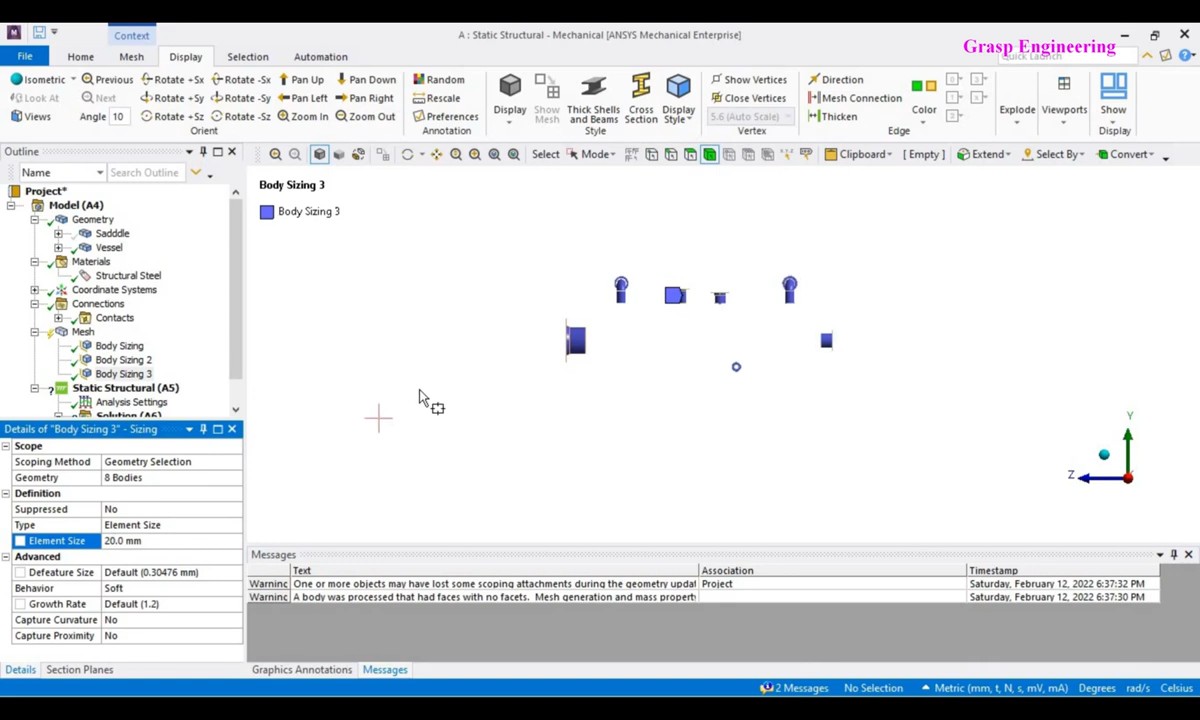 Context
A : Static Structural - Mechanical [ANSYS Mechanical Enterprise]
Grasp Engineering
File Home Mesh Display Selection Automation
Quick Launch
Isometric Previous Rotate +Sx Rotate -Sx Pan Up Pan Down Random Show Vertices Direction
Look At Next Rotate +Sy Rotate -Sy Pan Left Pan Right Rescale Close Vertices Mesh Connection
Views Angle 10 Rotate +Sz Rotate -Sz Zoom In Zoom Out Preferences 5.6 (Auto Scale) Thicken
Display Show Mesh Thick Shells and Beams Cross Section Display Style Color Explode Viewports Show
Orient Annotation Style Vertex Edge Display
Outline
Select Mode Clipboard [ Empty ] Extend Select By Convert
Name Search Outline
Project*
Model (A4)
Geometry
Sadddle
Vessel
Materials
Structural Steel
Coordinate Systems
Connections
Contacts
Mesh
Body Sizing
Body Sizing 2
Body Sizing 3
Static Structural (A5)
Analysis Settings
Solution (A6)
Body Sizing 3
Body Sizing 3
Y
Z
Details of "Body Sizing 3" - Sizing
Scope
Scoping Method Geometry Selection
Geometry 8 Bodies
Definition
Suppressed No
Type Element Size
Element Size 20.0 mm
Advanced
Defeature Size Default (0.30476 mm)
Behavior Soft
Growth Rate Default (1.2)
Capture Curvature No
Capture Proximity No
Messages
Text Association Timestamp
Warninc One or more objects may have lost some scoping attachments during the geometry updat Project Saturday, February 12, 2022 6:37:32 PM
Warninc A body was processed that had faces with no facets. Mesh generation and mass property Saturday, February 12, 2022 6:37:30 PM
Details Section Planes Graphics Annotations Messages
2 Messages No Selection Metric (mm, t, N, s, mV, mA) Degrees rad/s Celsius